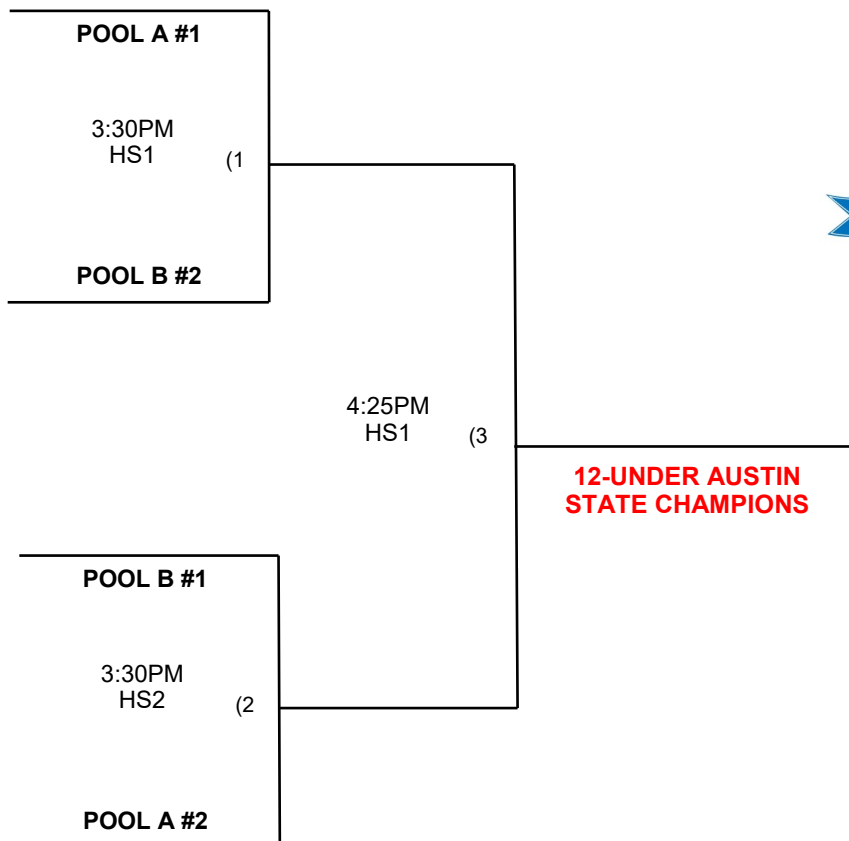 POOL A #1
3:30PM
HS1
(1
POOL B #2
4:25PM
HS1
(3
12-UNDER AUSTIN
STATE CHAMPIONS
POOL B #1
3:30PM
HS2
(2
POOL A #2